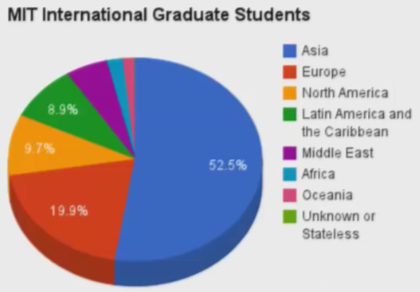 MIT International Graduate Students
Asia
Europe
North America
Latin America and
the Caribbean
Middle East
Africa
Oceania
Unknown or
Stateless
8.9%
9.7%
52.5%
19.9%